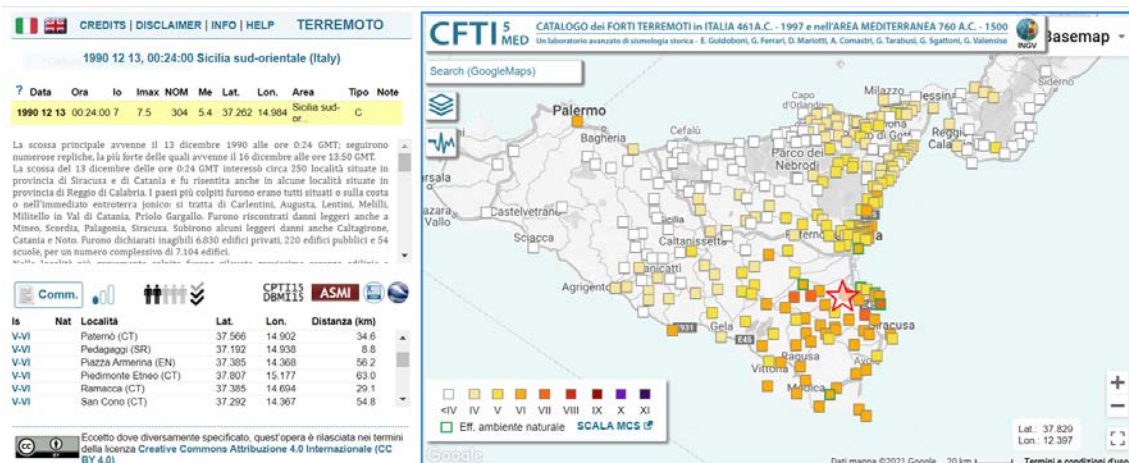 CREDITS | DISCLAIMER | INFO | HELP TERREMOTO
1990 12 13, 00:24:00 Sicilia sud-orientale (Italy)
? Data Ora Io Imax NOM Me Lat. Lon. Area Tipo Note
1990 12 13 00:24:00 7 7.5 304 5.4 37.262 14.984 Sicilia sud-or... C
La scossa principale avvenne il 13 dicembre 1990 alle ore 0:24 GMT; seguirono
numerose repliche, la più forte delle quali avvenne il 16 dicembre alle ore 13:50 GMT.
La scossa del 13 dicembre delle ore 0:24 GMT interessò circa 250 località situate in
provincia di Siracusa e di Catania e fu risentita anche in alcune località situate in
provincia di Reggio di Calabria. I paesi più colpiti furono erano tutti situati o sulla costa
o nell'immediato entroterra jonico: si tratta di Carlentini, Augusta, Lentini, Melilli,
Militello in Val di Catania, Priolo Gargallo. Furono riscontrati danni leggeri anche a
Mineo, Scordia, Palagonia, Siracusa. Subirono alcuni leggeri danni anche Caltagirone,
Catania e Noto. Furono dichiarati inagibili 6.830 edifici privati, 220 edifici pubblici e 54
scuole, per un numero complessivo di 7.104 edifici.
Comm. CPTI15 DBMI15 ASMI
Is Nat Località Lat. Lon. Distanza (km)
V-VI Paternò (CT) 37.566 14.902 34.6
V-VI Pedagaggi (SR) 37.192 14.938 8.8
V-VI Piazza Armerina (EN) 37.385 14.368 56.2
V-VI Piedimonte Etneo (CT) 37.807 15.177 63.0
V-VI Ramacca (CT) 37.385 14.694 29.1
V-VI San Cono (CT) 37.292 14.367 54.8
cc BY
Eccetto dove diversamente specificato, quest'opera è rilasciata nei termini
della licenza Creative Commons Attribuzione 4.0 Internazionale (CC
BY 4.0)
CFTI 5 MED
CATALOGO dei FORTI TERREMOTI in ITALIA 461 A.C. - 1997 e nell'AREA MEDITERRANEA 760 A.C. - 1500
Un laboratorio avanzato di sismologia storica - E. Guidoboni, G. Ferrari, D. Mariotti, A. Comastri, G. Tarabusi, G. Sgattoni, G. Valensise
INGV
Basemap
Search (GoogleMaps)
Siderno
Capo d'Orlando
Milazzo
Messina
Palermo
Bagheria
Cefalù
Reggio
Parco dei Nebrodi
Castelvetrano
Sciacca
Sicilia
Caltanissetta
Agrigento
E931
Gela
E45
Siracusa
Ragusa
Vittoria
Modica
<IV IV V VI VII VIII IX X XI
Eff. ambiente naturale SCALA MCS
Lat.: 37.829
Lon.: 12.397
Google
Dati mappa ©2021 Google 20 km Termini e condizioni d'uso